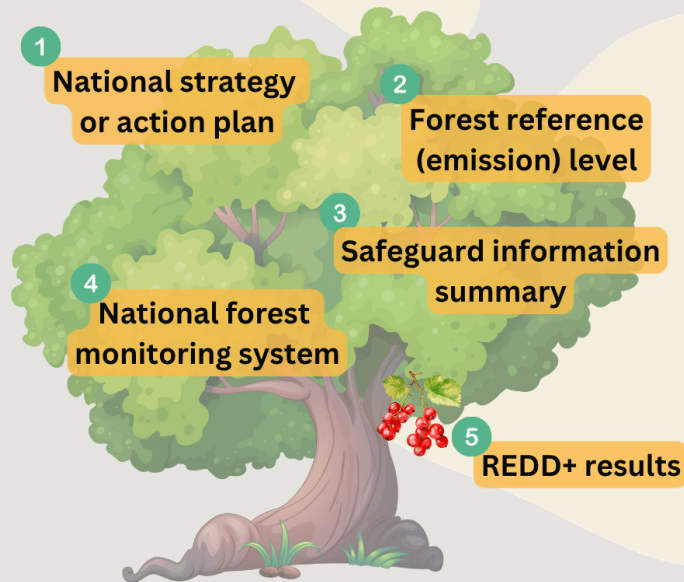 1
National strategy
or action plan
2
Forest reference
(emission) level
3
Safeguard information
summary
4
National forest
monitoring system
5
REDD+ results